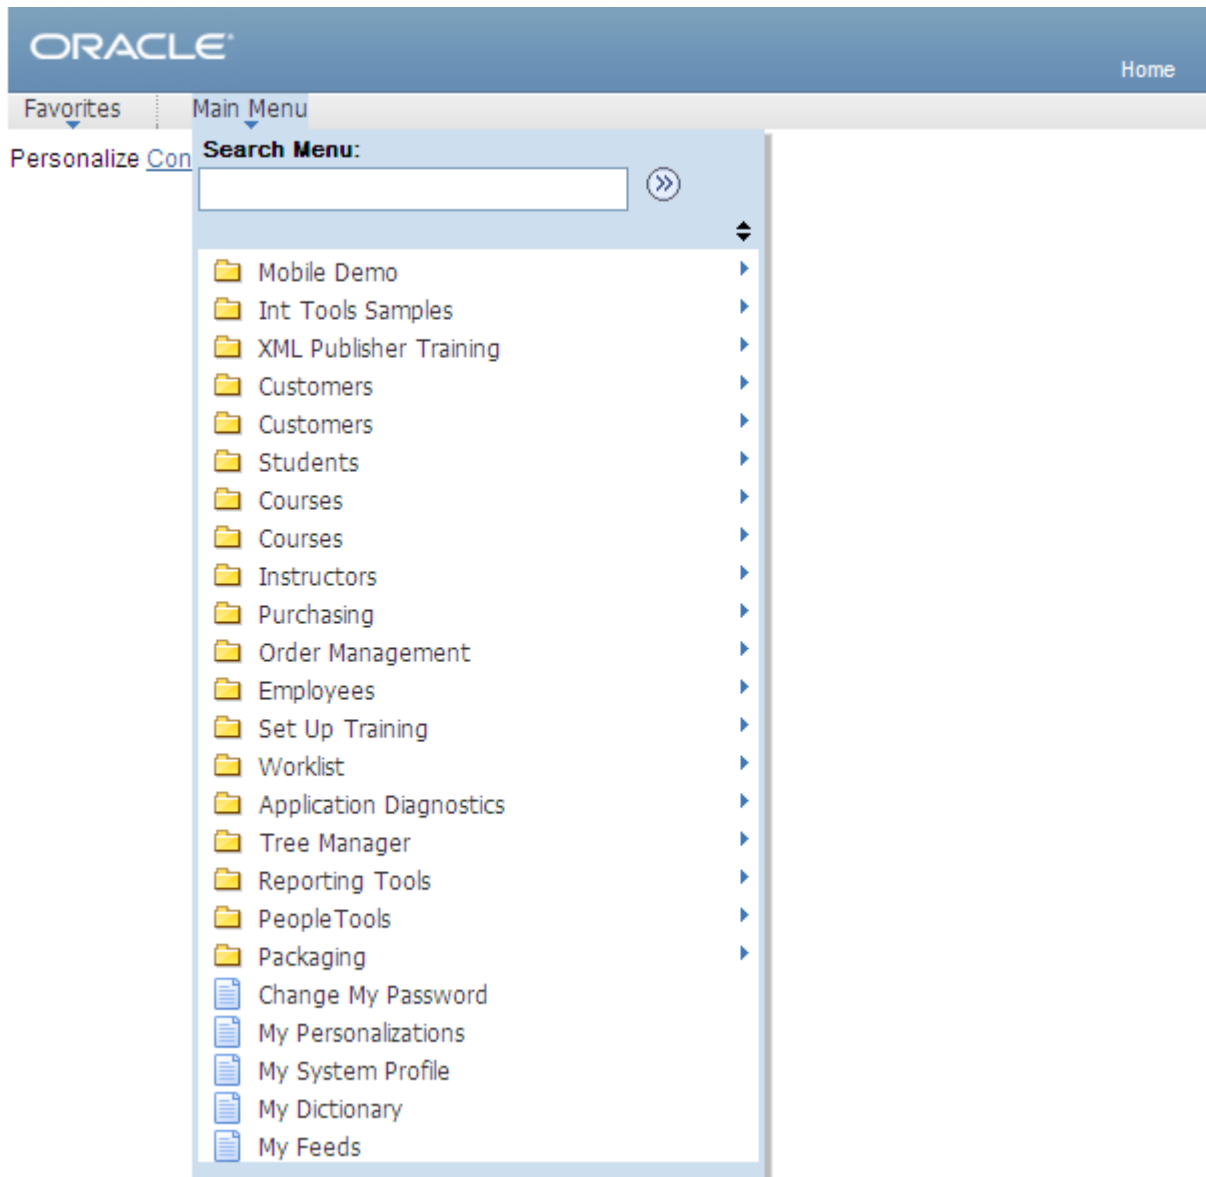 ORACLE
Home
Favorites Main Menu
Personalize Con
Search Menu:
Mobile Demo
Int Tools Samples
XML Publisher Training
Customers
Customers
Students
Courses
Courses
Instructors
Purchasing
Order Management
Employees
Set Up Training
Worklist
Application Diagnostics
Tree Manager
Reporting Tools
PeopleTools
Packaging
Change My Password
My Personalizations
My System Profile
My Dictionary
My Feeds